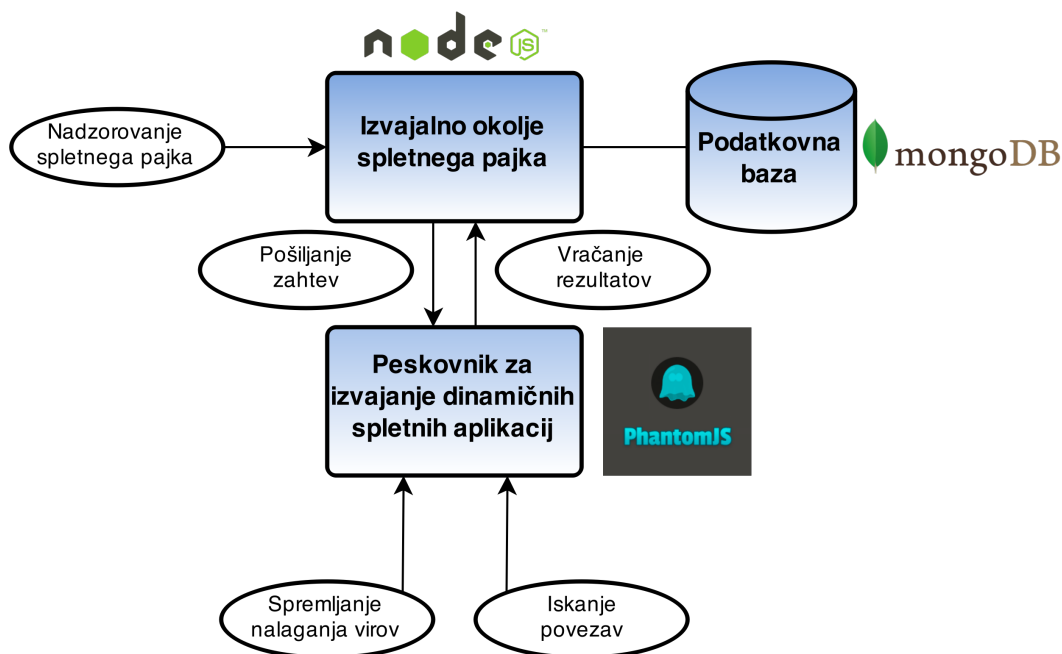 node JS
Izvajalno okolje
spletnega pajka
Nadzorovanje
spletnega pajka
Podatkovna
baza
mongoDB
Pošiljanje
zahtev
Vračanje
rezultatov
Peskovnik za
izvajanje dinamičnih
spletnih aplikacij
PhantomJS
Spremljanje
nalaganja virov
Iskanje
povezav